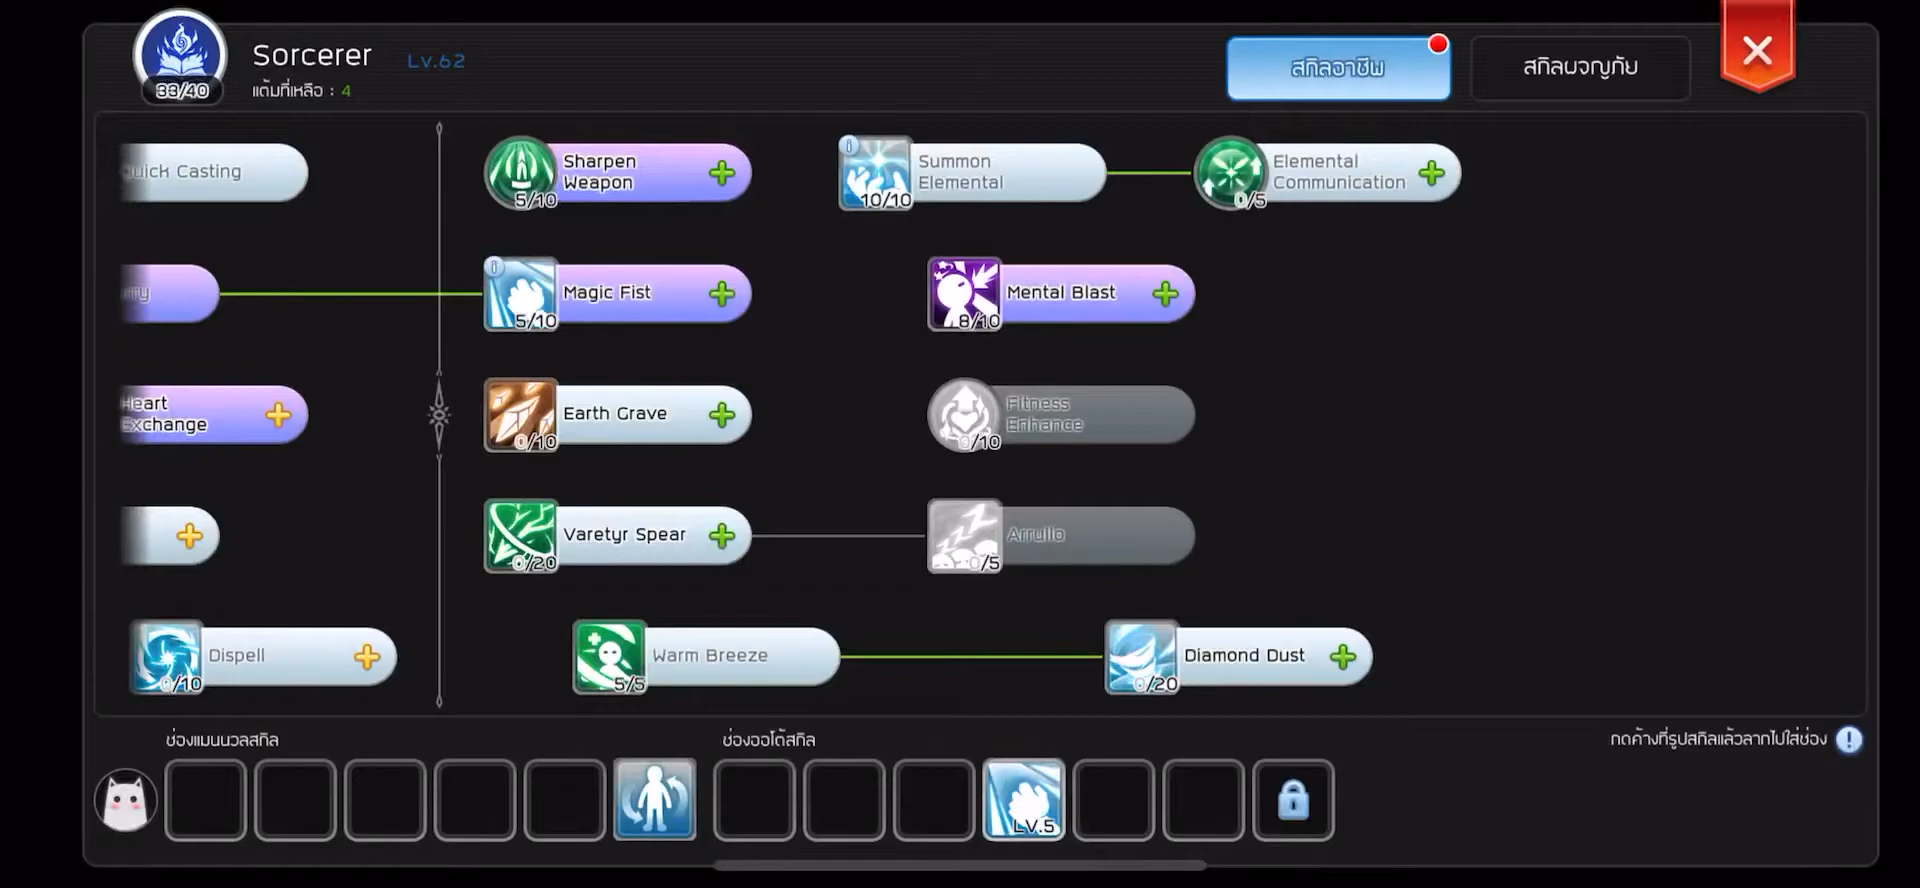 Sorcerer Lv.62
33/40
แต้มที่เหลือ : 4
สกิลอาชีพ
สกิลผจญภัย
Quick Casting
Sharpen
Weapon
5/10
Summon
Elemental
10/10
Elemental
Communication
0/5
Magic Fist
5/10
Mental Blast
8/10
Heart
Exchange
Earth Grave
0/10
Fitness
Enhance
0/10
Varetyr Spear
0/20
Arrullo
0/5
Dispell
0/10
Warm Breeze
5/5
Diamond Dust
0/20
ช่องแมนนวลสกิล
ช่องออโต้สกิล
กดค้างที่รูปสกิลแล้วลากไปใส่ช่อง
LV.5